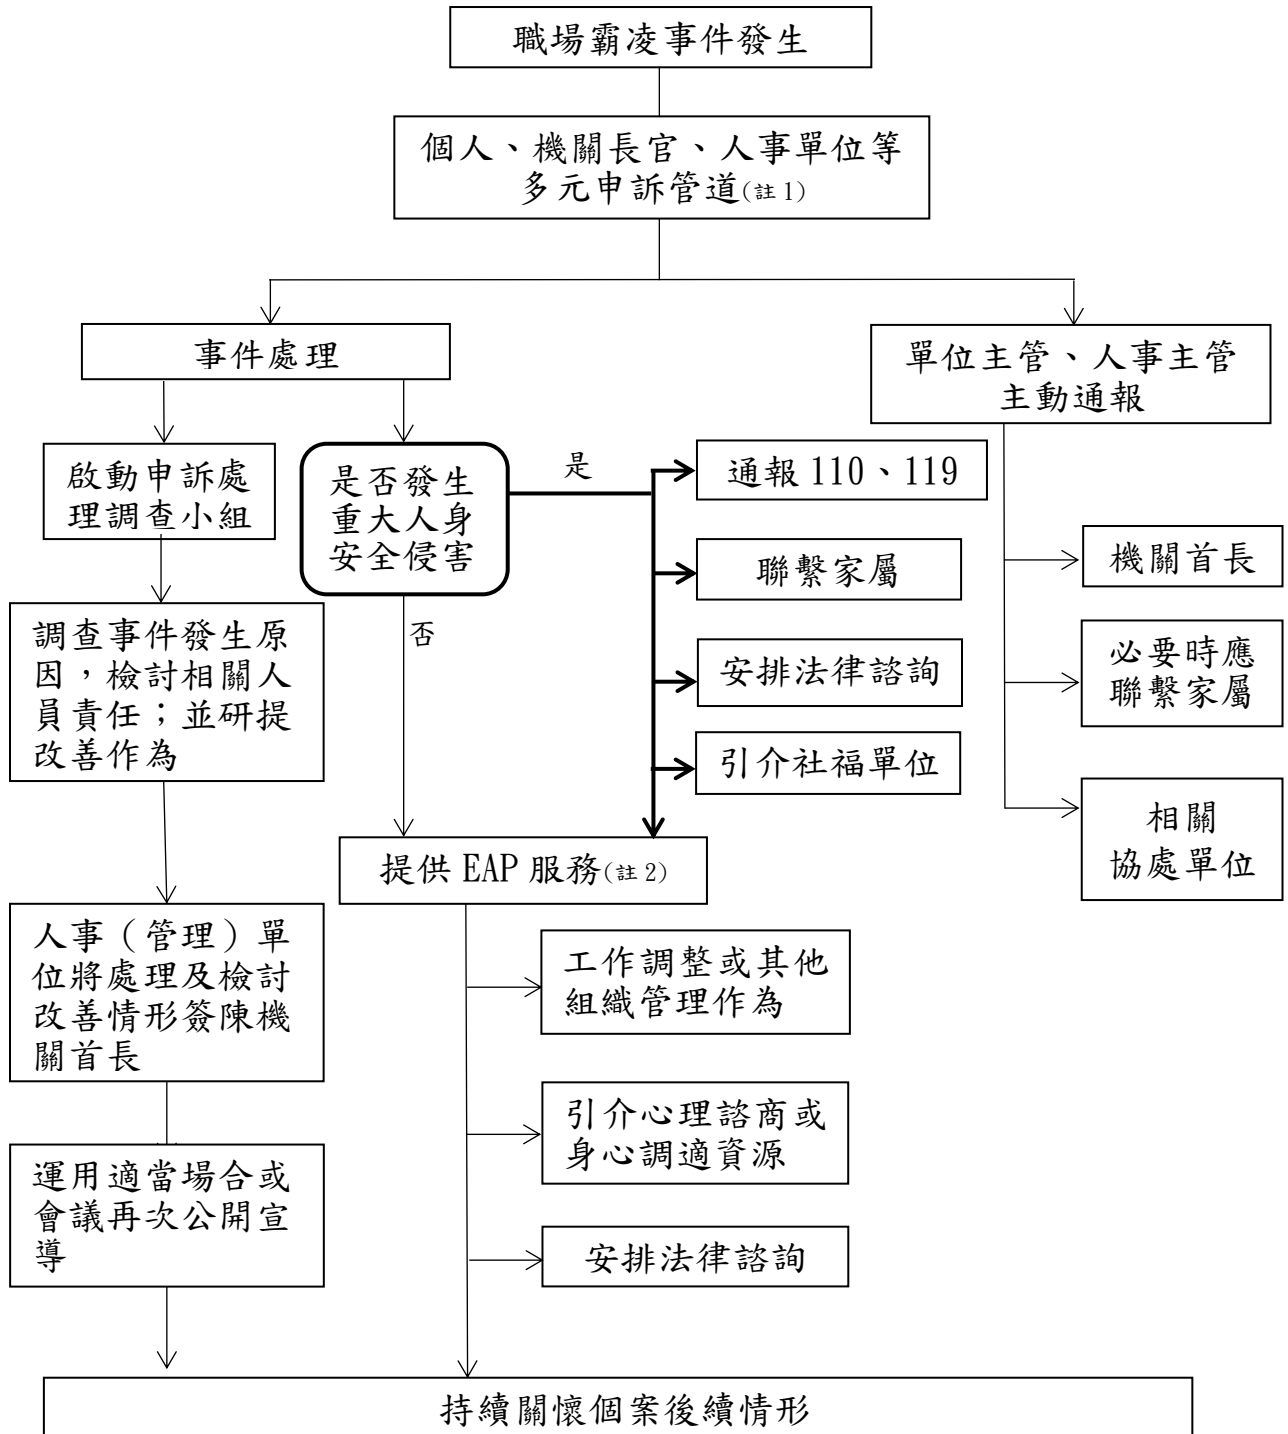 職場霸凌事件發生
個人、機關長官、人事單位等
多元申訴管道(註 1)
事件處理
單位主管、人事主管
主動通報
啟動申訴處
理調查小組
是否發生
重大人身
安全侵害
是
否
通報 110、119
聯繫家屬
安排法律諮詢
引介社福單位
機關首長
必要時應
聯繫家屬
相關
協處單位
調查事件發生原
因，檢討相關人
員責任；並研提
改善作為
提供 EAP 服務(註 2)
人事（管理）單
位將處理及檢討
改善情形簽陳機
關首長
工作調整或其他
組織管理作為
引介心理諮商或
身心調適資源
安排法律諮詢
運用適當場合或
會議再次公開宣
導
持續關懷個案後續情形